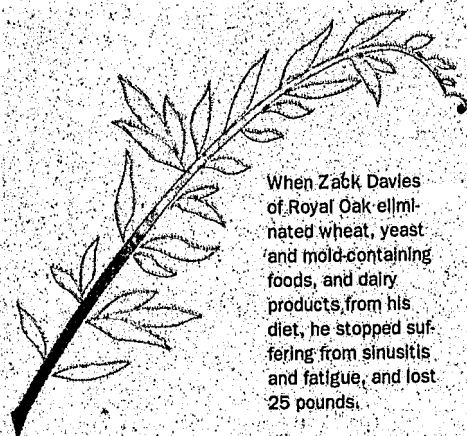 When Zack Davies
of Royal Oak elimi-
nated wheat, yeast
and mold-containing
foods, and dairy
products from his
diet, he stopped suf-
fering from sinusitis
and fatigue, and lost
25 pounds.